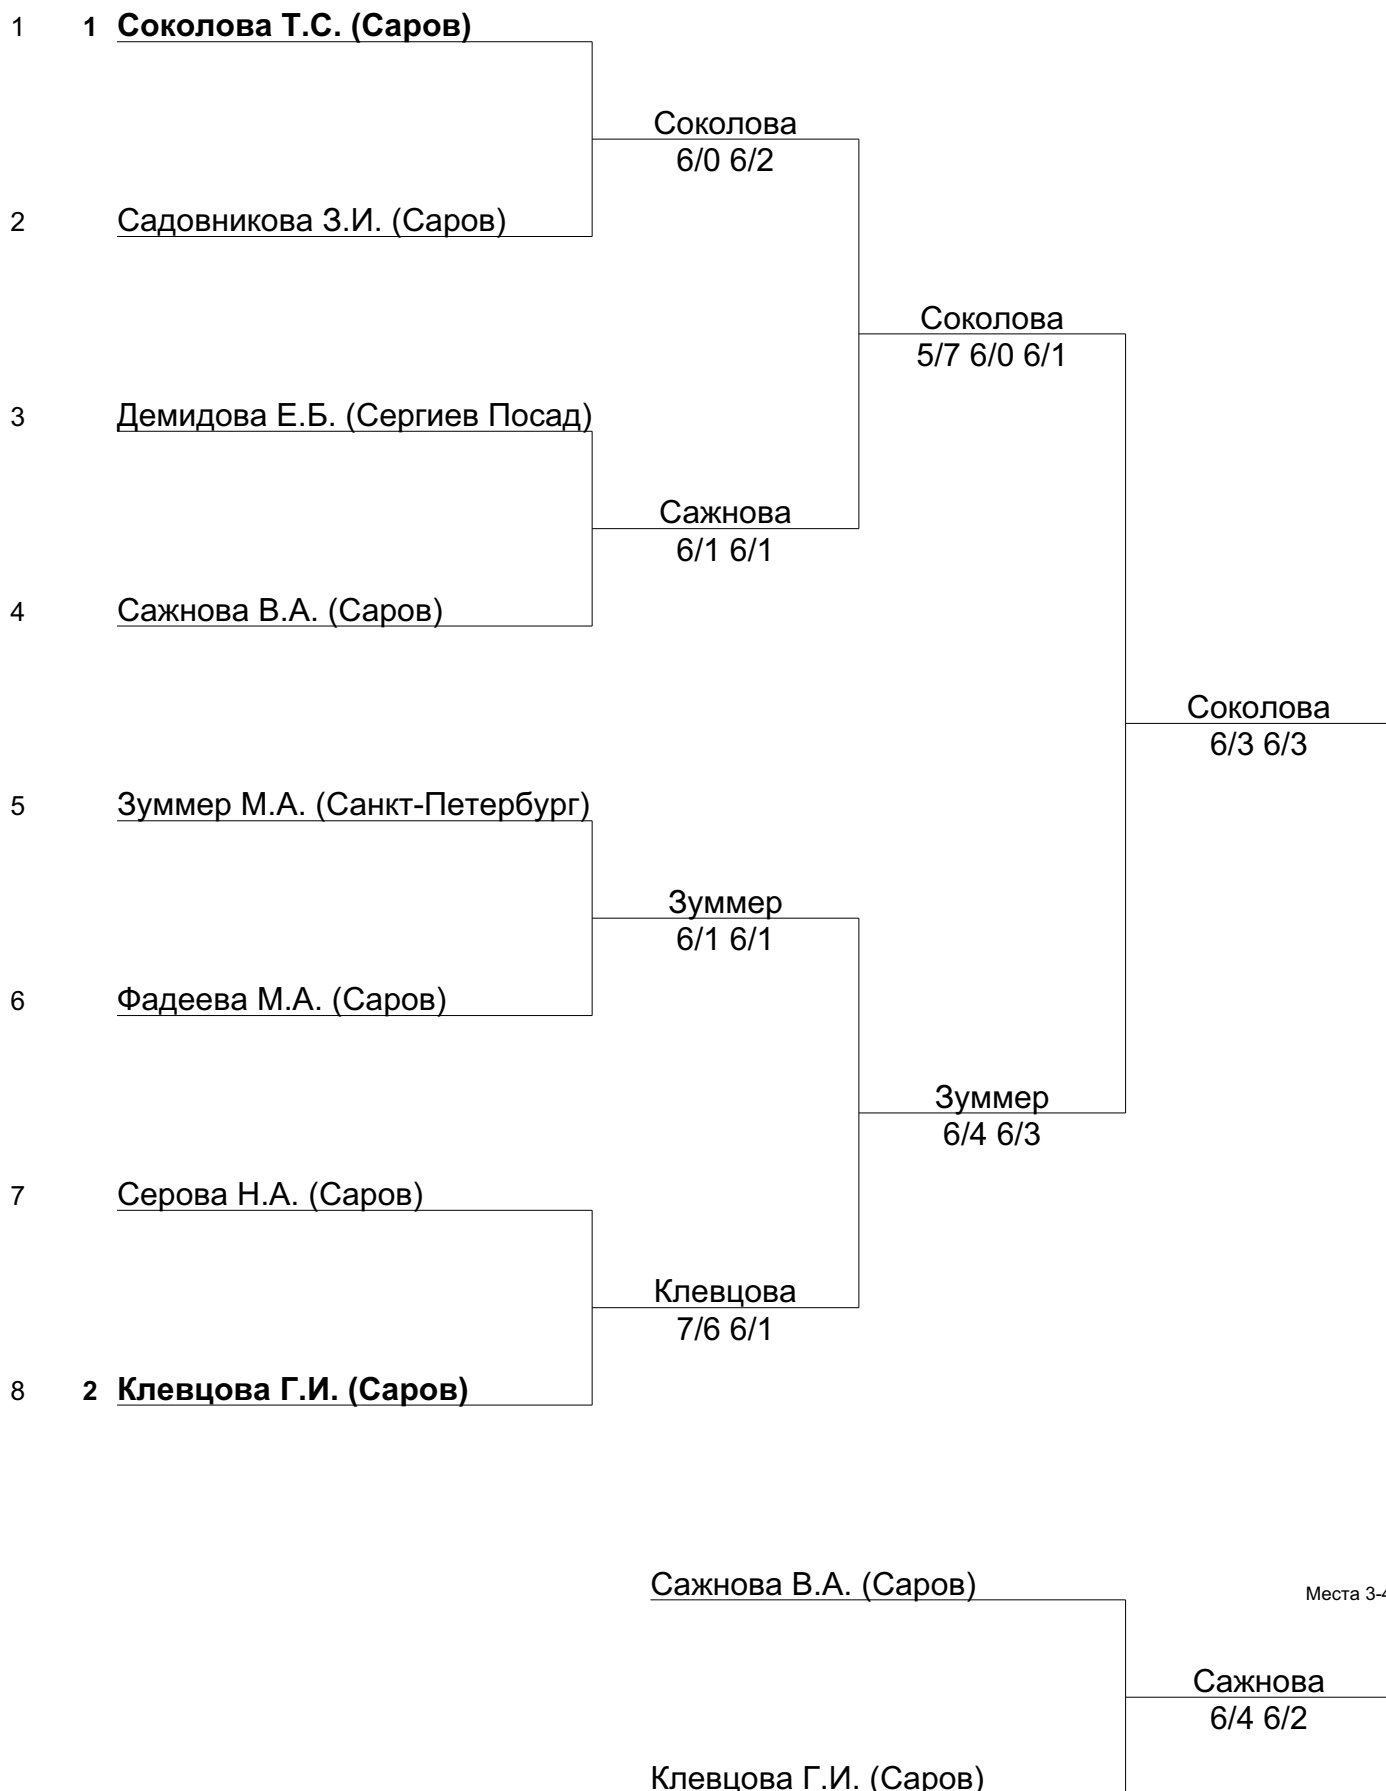 1 1 Соколова Т.С. (Саров)
Соколова
6/0 6/2
2 Садовникова З.И. (Саров)
Соколова
5/7 6/0 6/1
3 Демидова Е.Б. (Сергиев Посад)
Сажнова
6/1 6/1
4 Сажнова В.А. (Саров)
Соколова
6/3 6/3
5 Зуммер М.А. (Санкт-Петербург)
Зуммер
6/1 6/1
6 Фадеева М.А. (Саров)
Зуммер
6/4 6/3
7 Серова Н.А. (Саров)
Клевцова
7/6 6/1
8 2 Клевцова Г.И. (Саров)
Сажнова В.А. (Саров)
Места 3-4
Сажнова
6/4 6/2
Клевцова Г.И. (Саров)